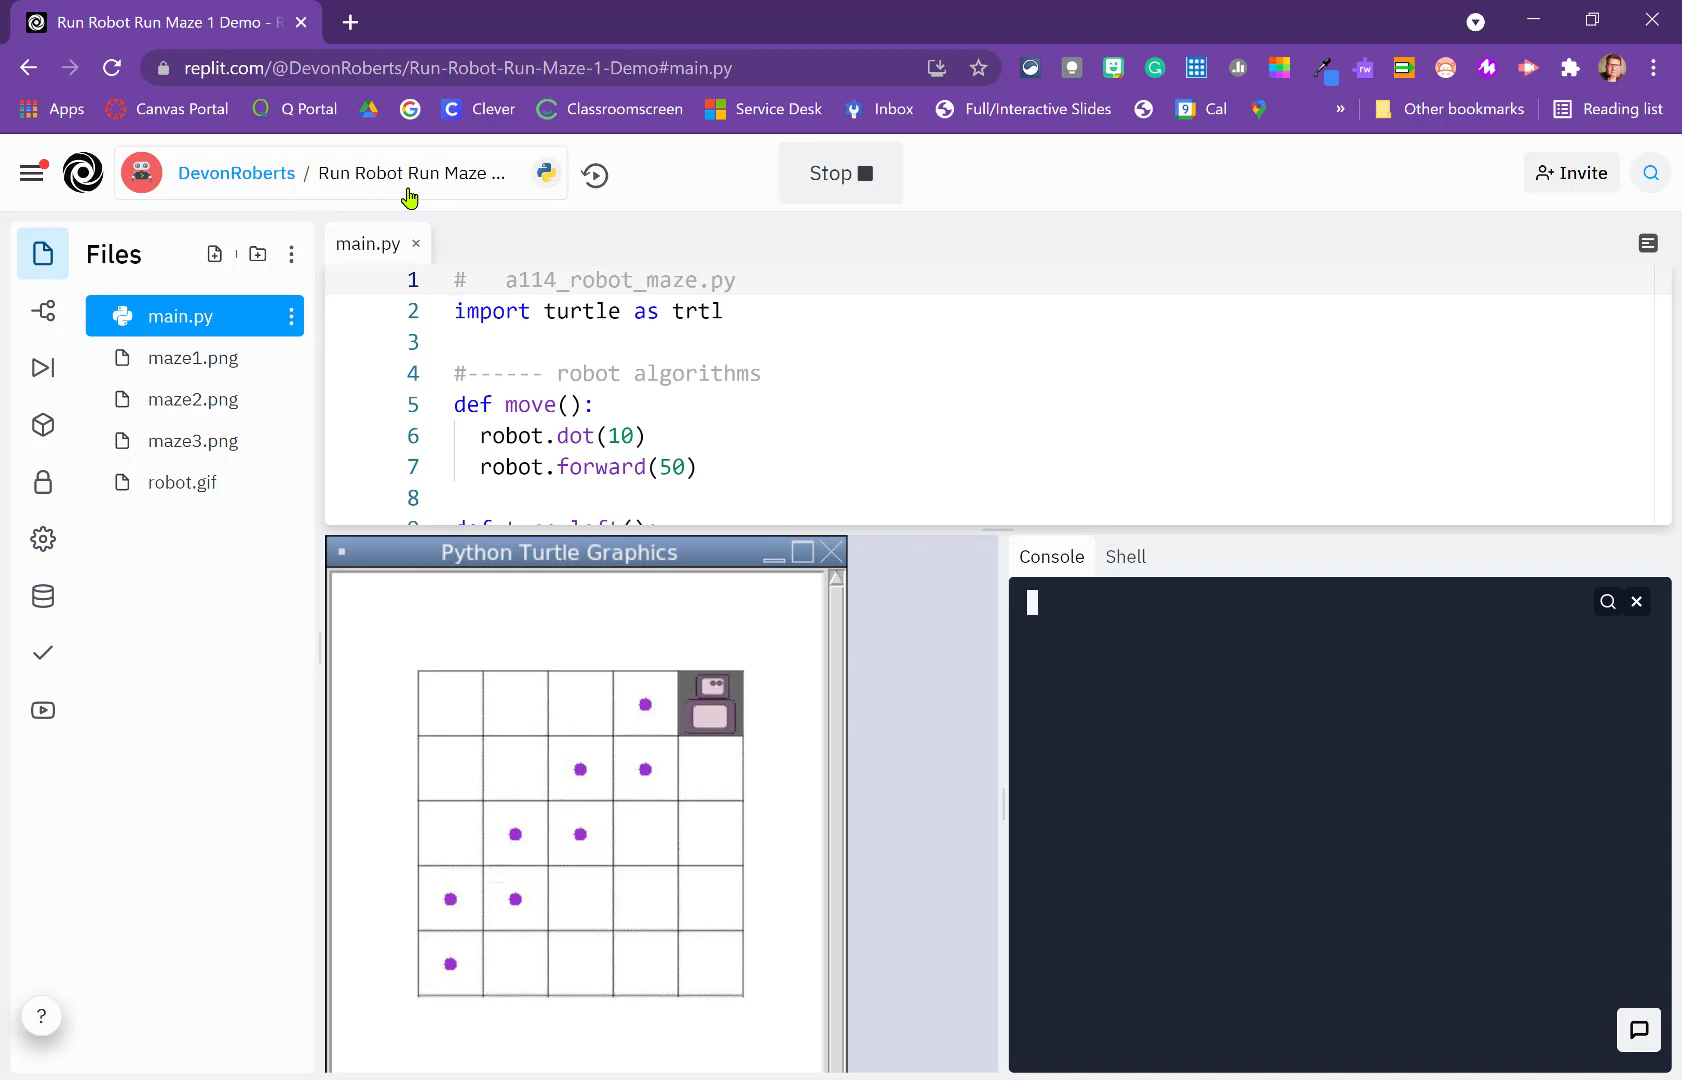 Run Robot Run Maze 1 Demo - R
replit.com/@DevonRoberts/Run-Robot-Run-Maze-1-Demo#main.py
Apps Canvas Portal Q Portal Clever Classroomscreen Service Desk Inbox Full/Interactive Slides Cal » Other bookmarks Reading list
DevonRoberts / Run Robot Run Maze ... Stop Invite
Files
main.py
maze1.png
maze2.png
maze3.png
robot.gif
main.py ×
1 # a114_robot_maze.py
2 import turtle as trtl
3
4 #------ robot algorithms
5 def move():
6 robot.dot(10)
7 robot.forward(50)
8
Python Turtle Graphics
Console Shell
?